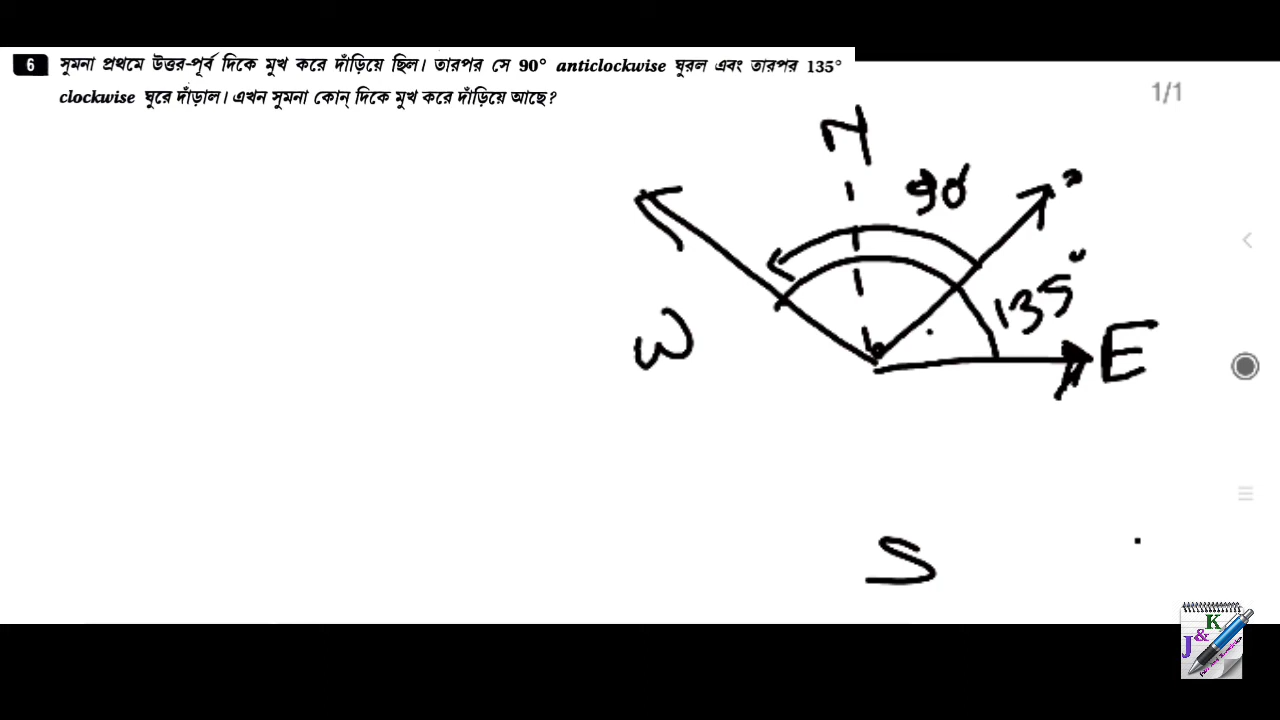 6 সুমনা প্রথমে উত্তর-পূর্ব দিকে মুখ করে দাঁড়িয়ে ছিল। তারপর সে 90° anticlockwise ঘুরল এবং তারপর 135°
clockwise ঘুরে দাঁড়াল। এখন সুমনা কোন্ দিকে মুখ করে দাঁড়িয়ে আছে?
1/1
N
90°
135°
W
E
S
J&K